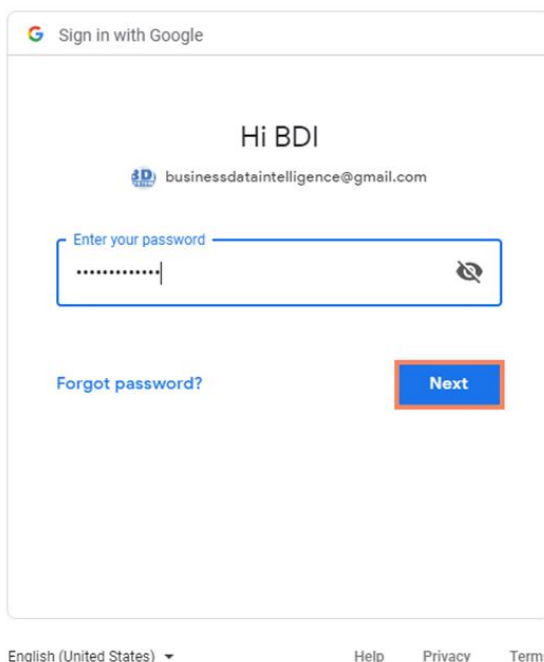 Sign in with Google
Hi BDI
businessdataintelligence@gmail.com
Enter your password
•••••••••••••
Forgot password?
Next
English (United States)
Help Privacy Terms